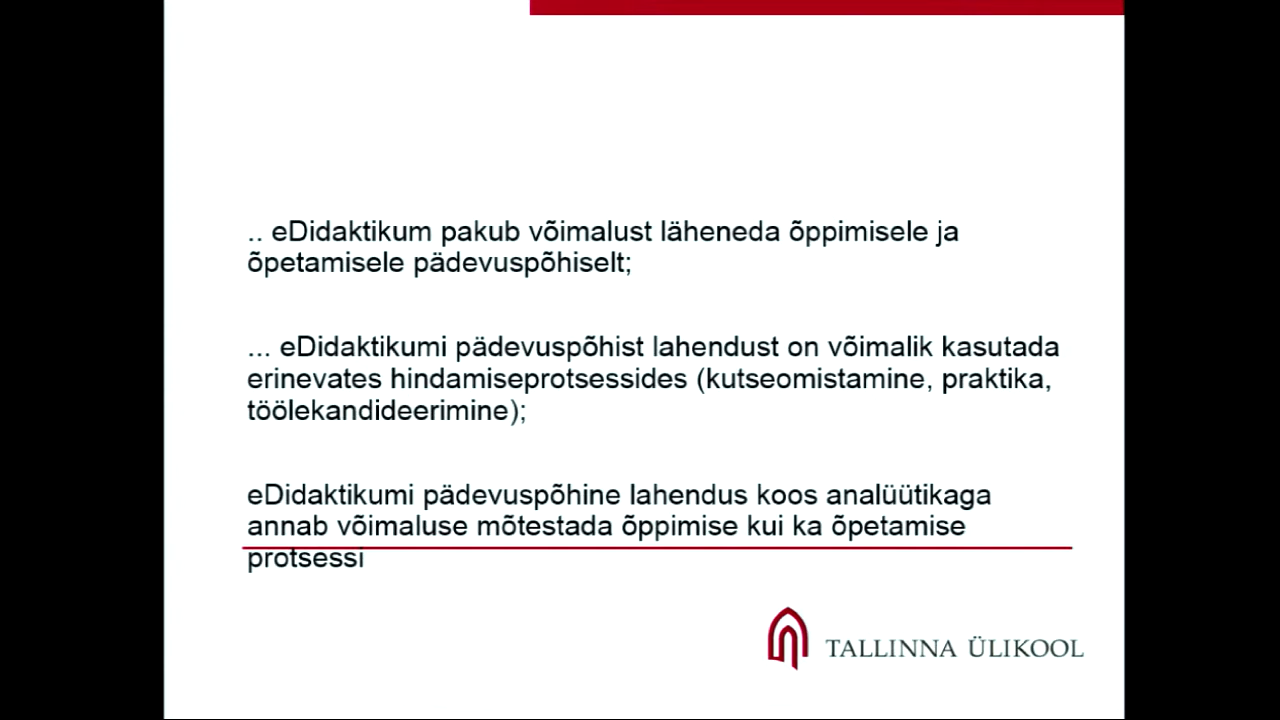 .. eDidaktikum pakub võimalust läheneda õppimisele ja
õpetamisele pädevuspõhiselt;
... eDidaktikumi pädevuspõhist lahendust on võimalik kasutada
erinevates hindamiseprotsessides (kutseomistamine, praktika,
töölekandideerimine);
eDidaktikumi pädevuspõhine lahendus koos analüütikaga
annab võimaluse mõtestada õppimise kui ka õpetamise
protsessi
TALLINNA ÜLIKOOL